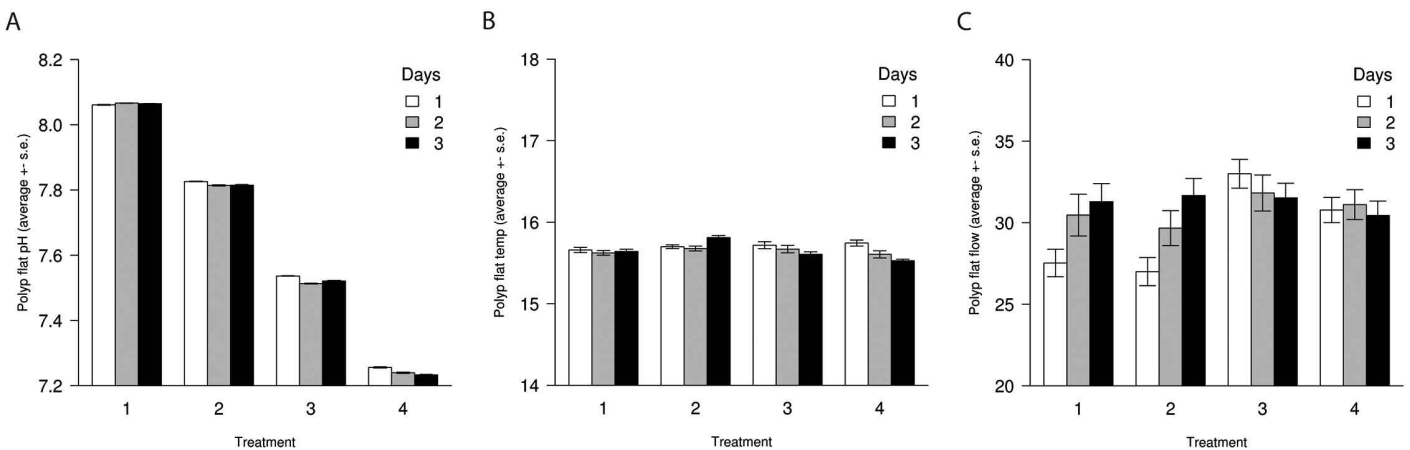 A
Polyp flat pH (average +- s.e.)
8.2
8.0
7.8
7.6
7.4
7.2
Days
1
2
3
1 2 3 4
Treatment
B
Polyp flat temp (average +- s.e.)
18
17
16
15
14
Days
1
2
3
1 2 3 4
Treatment
C
Polyp flat flow (average +- s.e.)
40
35
30
25
20
Days
1
2
3
1 2 3 4
Treatment